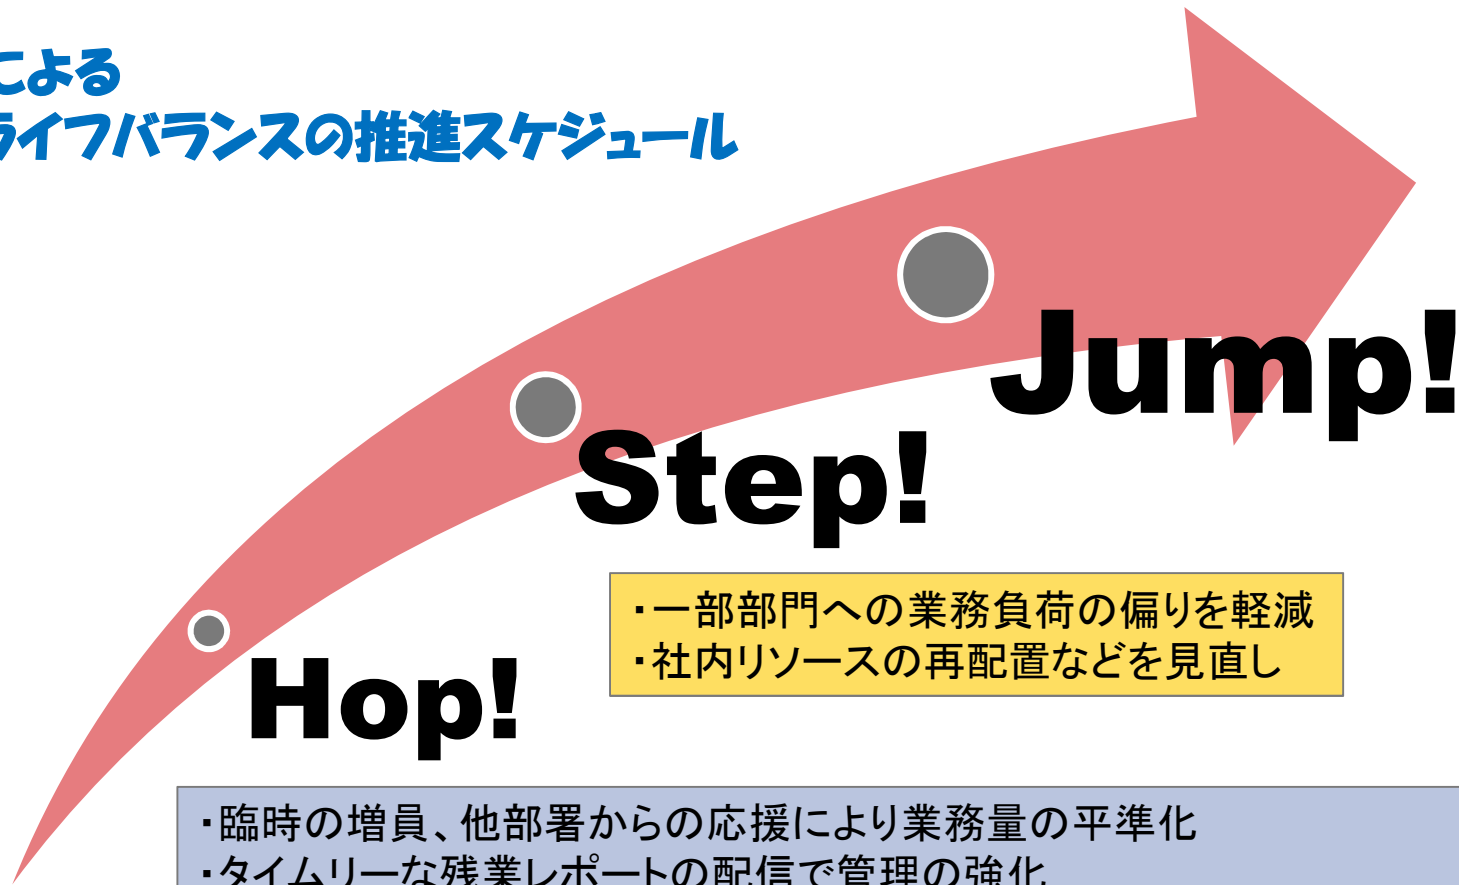 による
ライフバランスの推進スケジュール
Jump!
Step!
・一部部門への業務負荷の偏りを軽減
・社内リソースの再配置などを見直し
Hop!
・臨時の増員、他部署からの応援により業務量の平準化
・タイムリーな残業レポートの配信で管理の強化